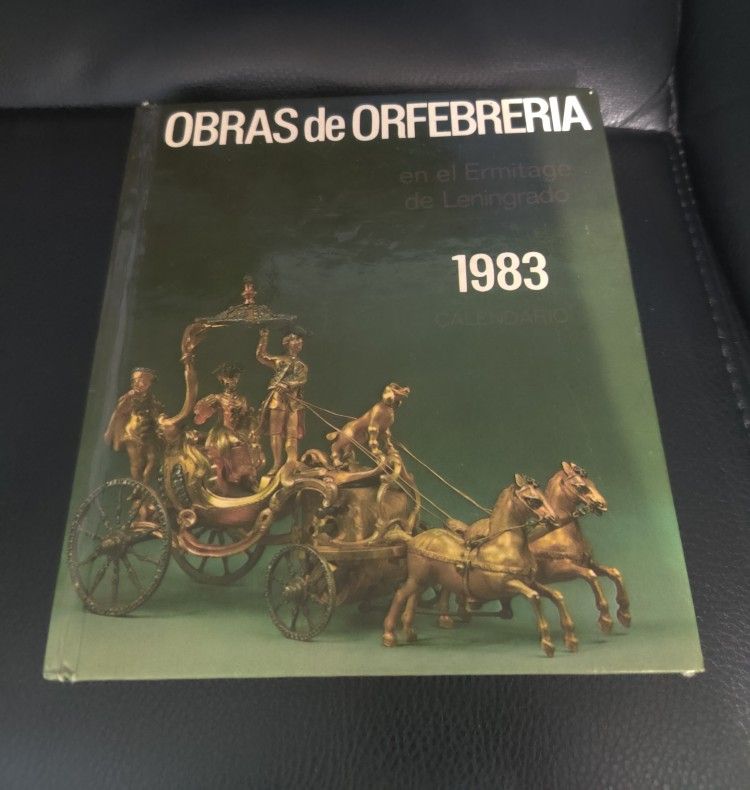 OBRAS de ORFEBRERIA
en el Ermitage
de Leningrado
1983
CALENDARIO